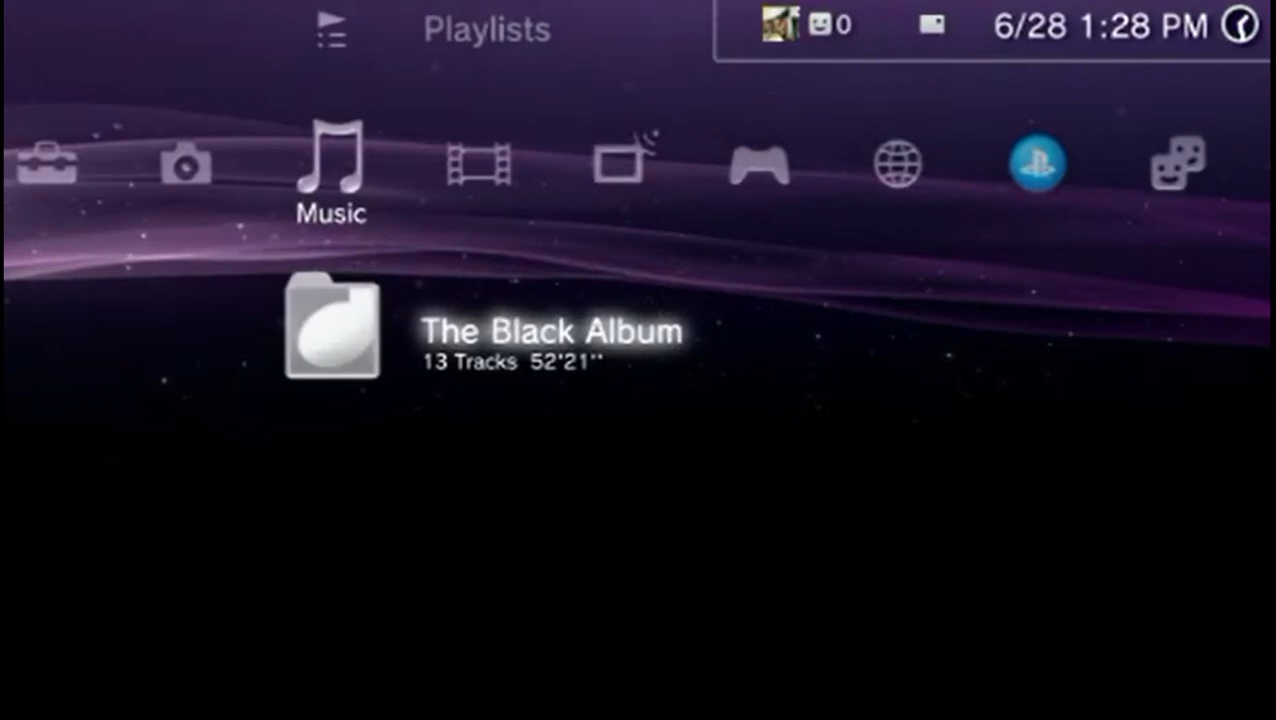 Playlists
0
6/28 1:28 PM
Music
The Black Album
13 Tracks 52'21''